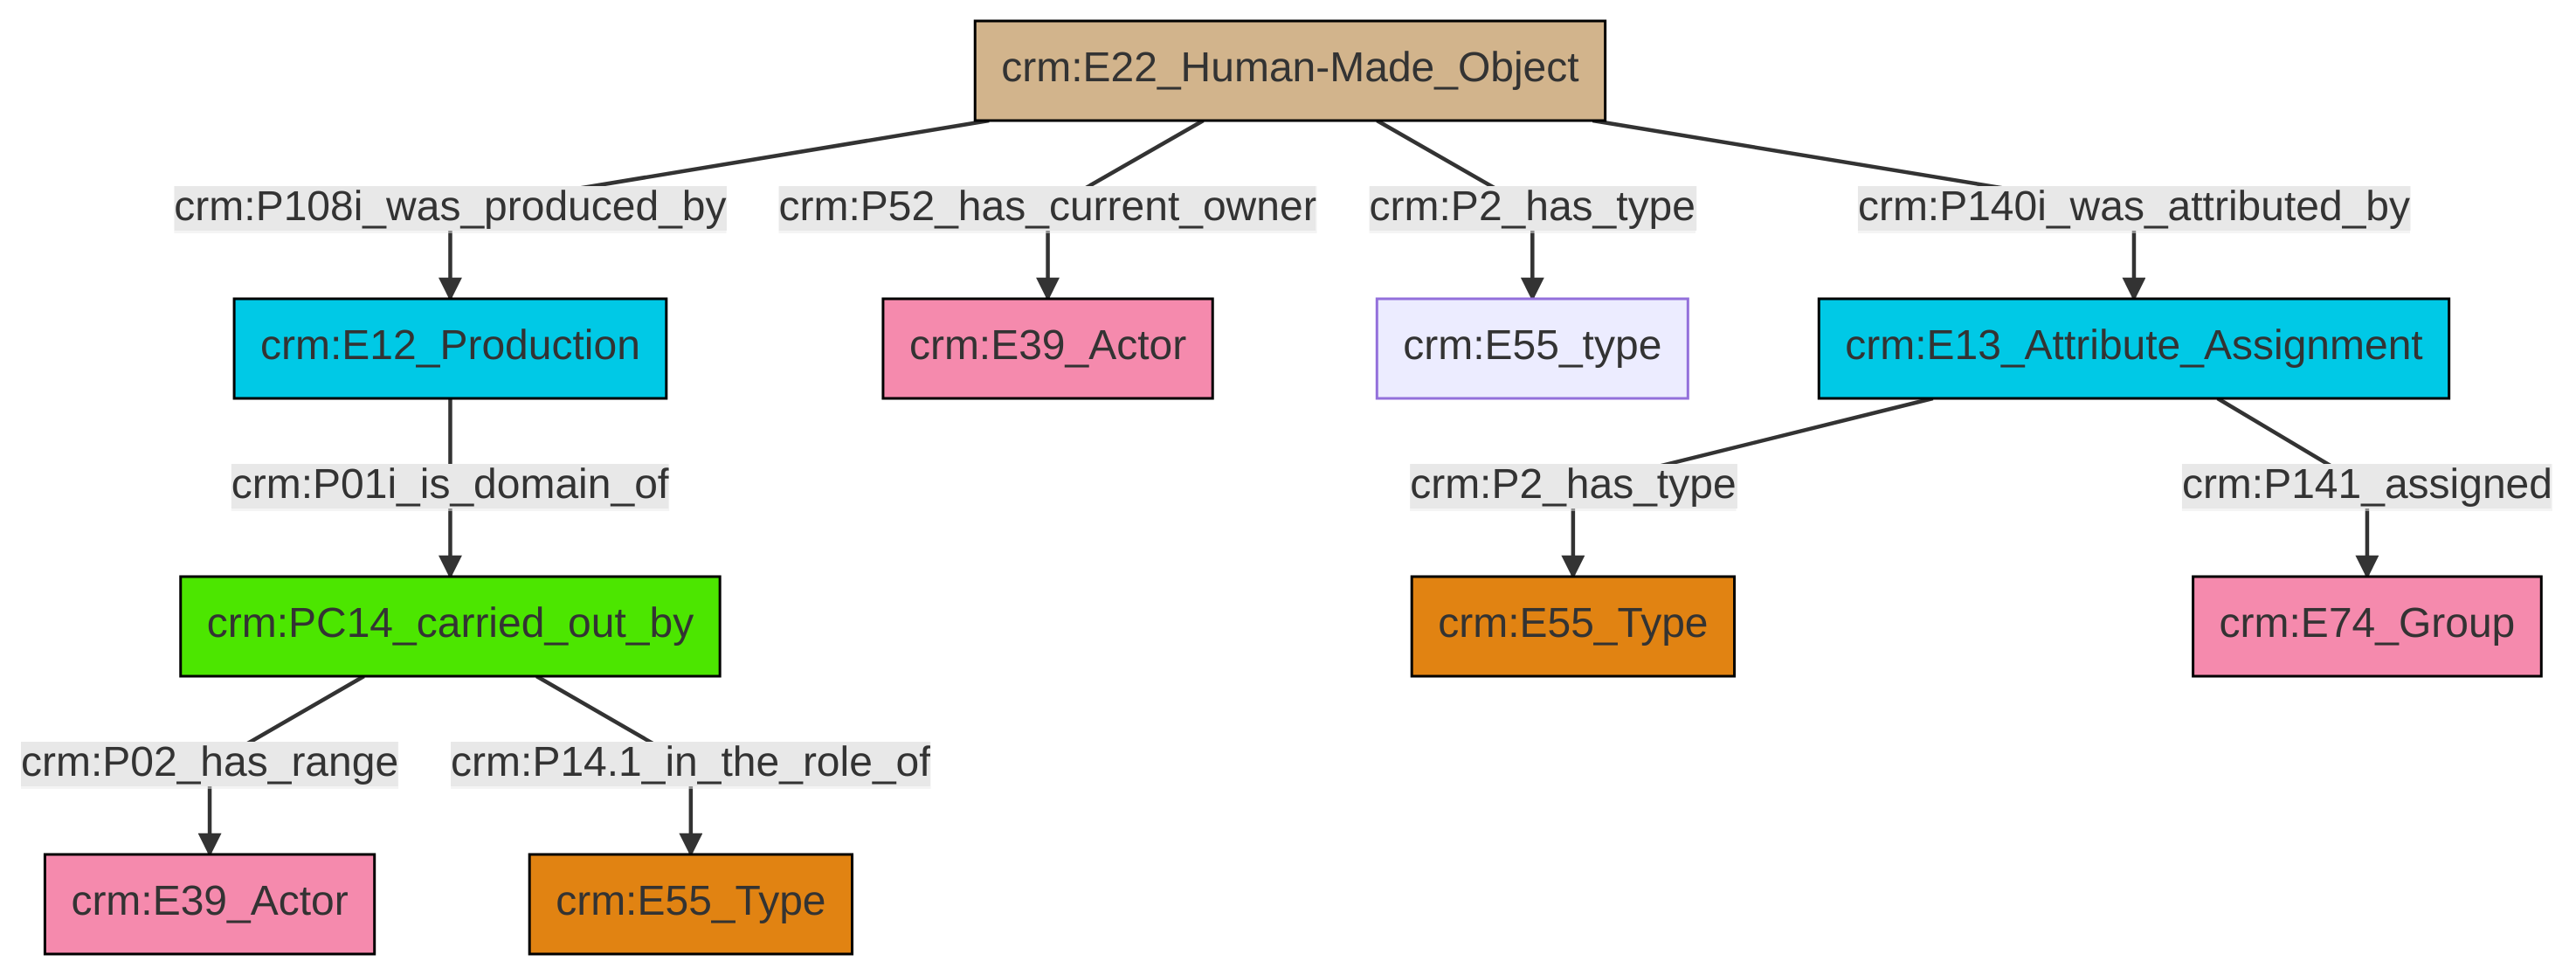 crm:E22_Human-Made_Object
crm:P108i_was_produced_by
crm:P52_has_current_owner
crm:P2_has_type
crm:P140i_was_attributed_by
crm:E12_Production
crm:E39_Actor
crm:E55_type
crm:E13_Attribute_Assignment
crm:P01i_is_domain_of
crm:P2_has_type
crm:P141_assigned
crm:PC14_carried_out_by
crm:E55_Type
crm:E74_Group
crm:P02_has_range
crm:P14.1_in_the_role_of
crm:E39_Actor
crm:E55_Type